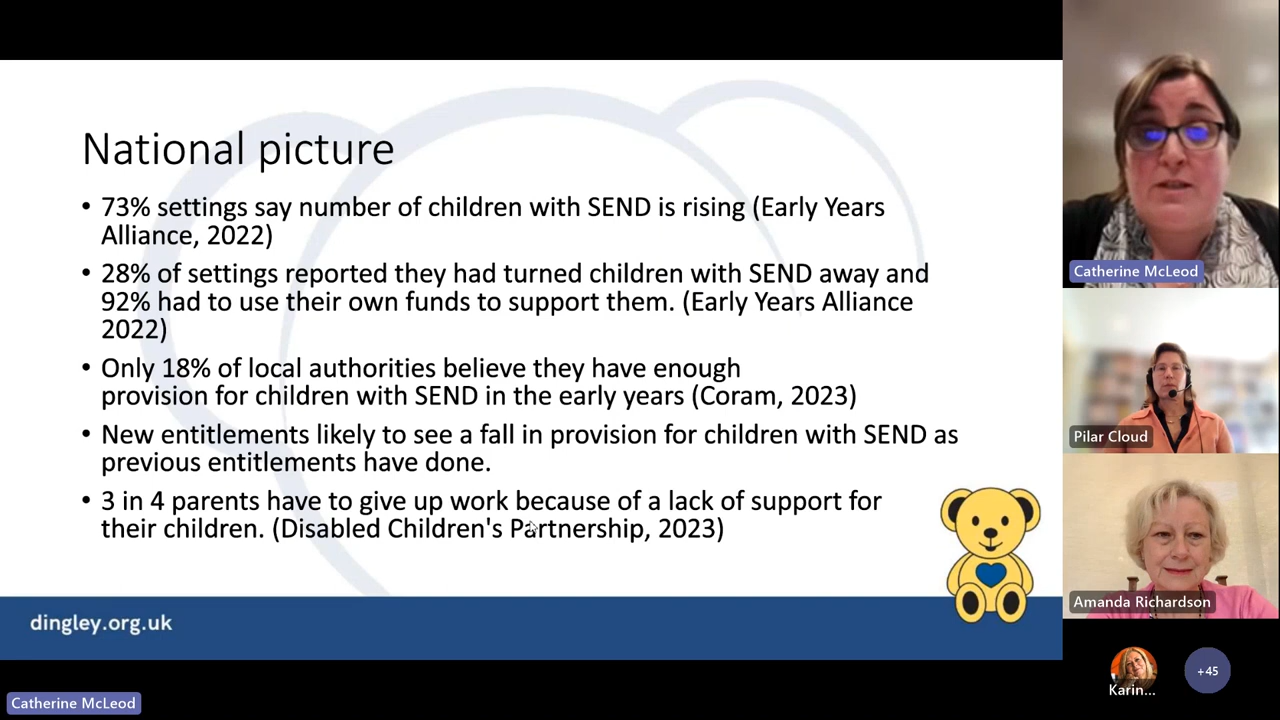 National picture
• 73% settings say number of children with SEND is rising (Early Years
Alliance, 2022)
• 28% of settings reported they had turned children with SEND away and
92% had to use their own funds to support them. (Early Years Alliance
2022)
• Only 18% of local authorities believe they have enough
provision for children with SEND in the early years (Coram, 2023)
• New entitlements likely to see a fall in provision for children with SEND as
previous entitlements have done.
• 3 in 4 parents have to give up work because of a lack of support for
their children. (Disabled Children's Partnership, 2023)
dingley.org.uk
Catherine McLeod
Catherine McLeod
Pilar Cloud
Amanda Richardson
Karin...
+45